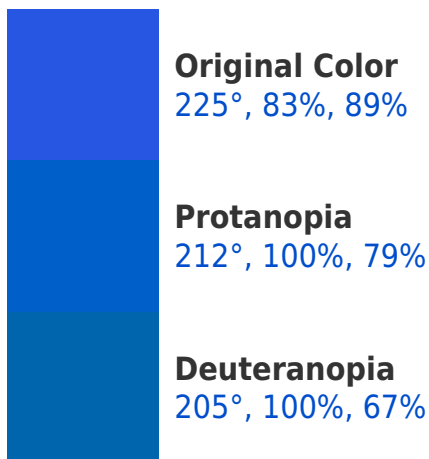 Original Color
225°, 83%, 89%
Protanopia
212°, 100%, 79%
Deuteranopia
205°, 100%, 67%